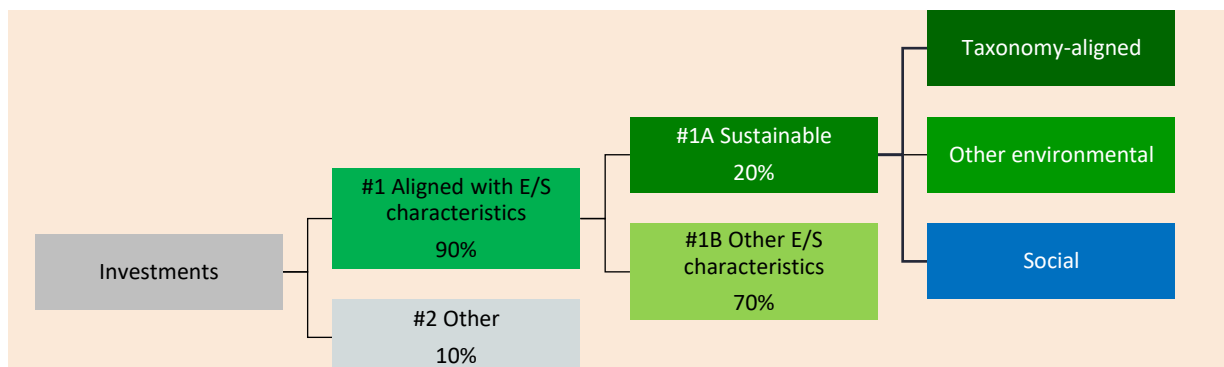 Investments
#1 Aligned with E/S
characteristics
90%
#2 Other
10%
#1A Sustainable
20%
#1B Other E/S
characteristics
70%
Taxonomy-aligned
Other environmental
Social